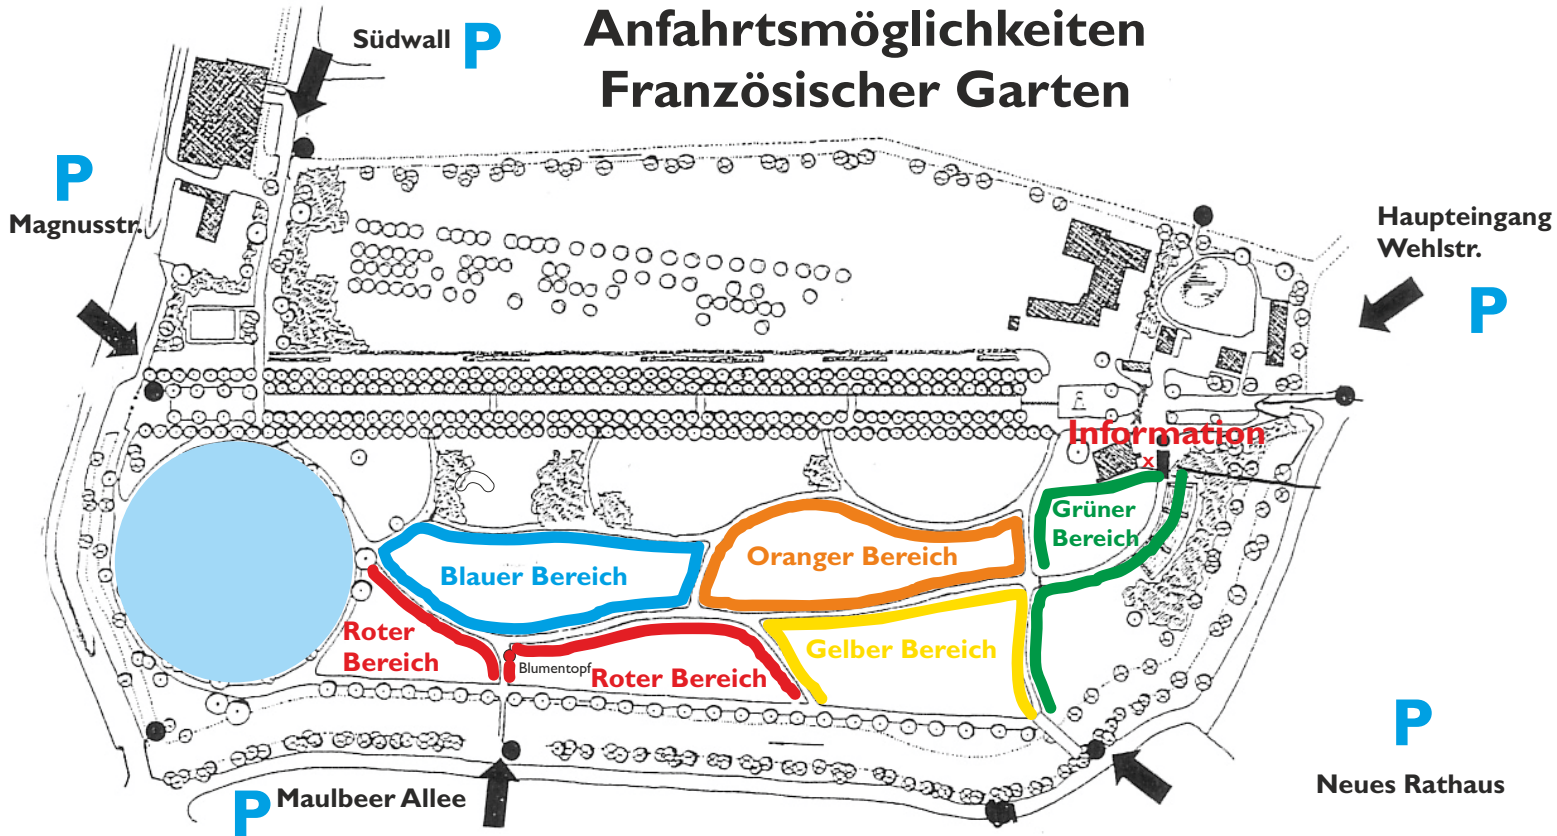 Anfahrtsmöglichkeiten
Französischer Garten
Südwall P
P
Magnusstr.
Haupteingang
Wehlstr.
P
Information
x
Grüner
Bereich
Oranger Bereich
Blauer Bereich
Roter
Bereich
Gelber Bereich
Blumentopf
Roter Bereich
P
Neues Rathaus
P Maulbeer Allee